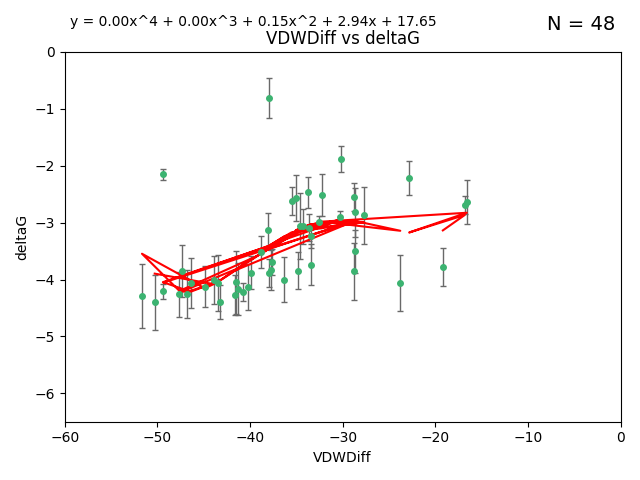 y = 0.00x^4 + 0.00x^3 + 0.15x^2 + 2.94x + 17.65
N = 48
VDWDiff vs deltaG
0
−1
−2
−3
−4
−5
−6
deltaG
−60 −50 −40 −30 −20 −10 0
VDWDiff